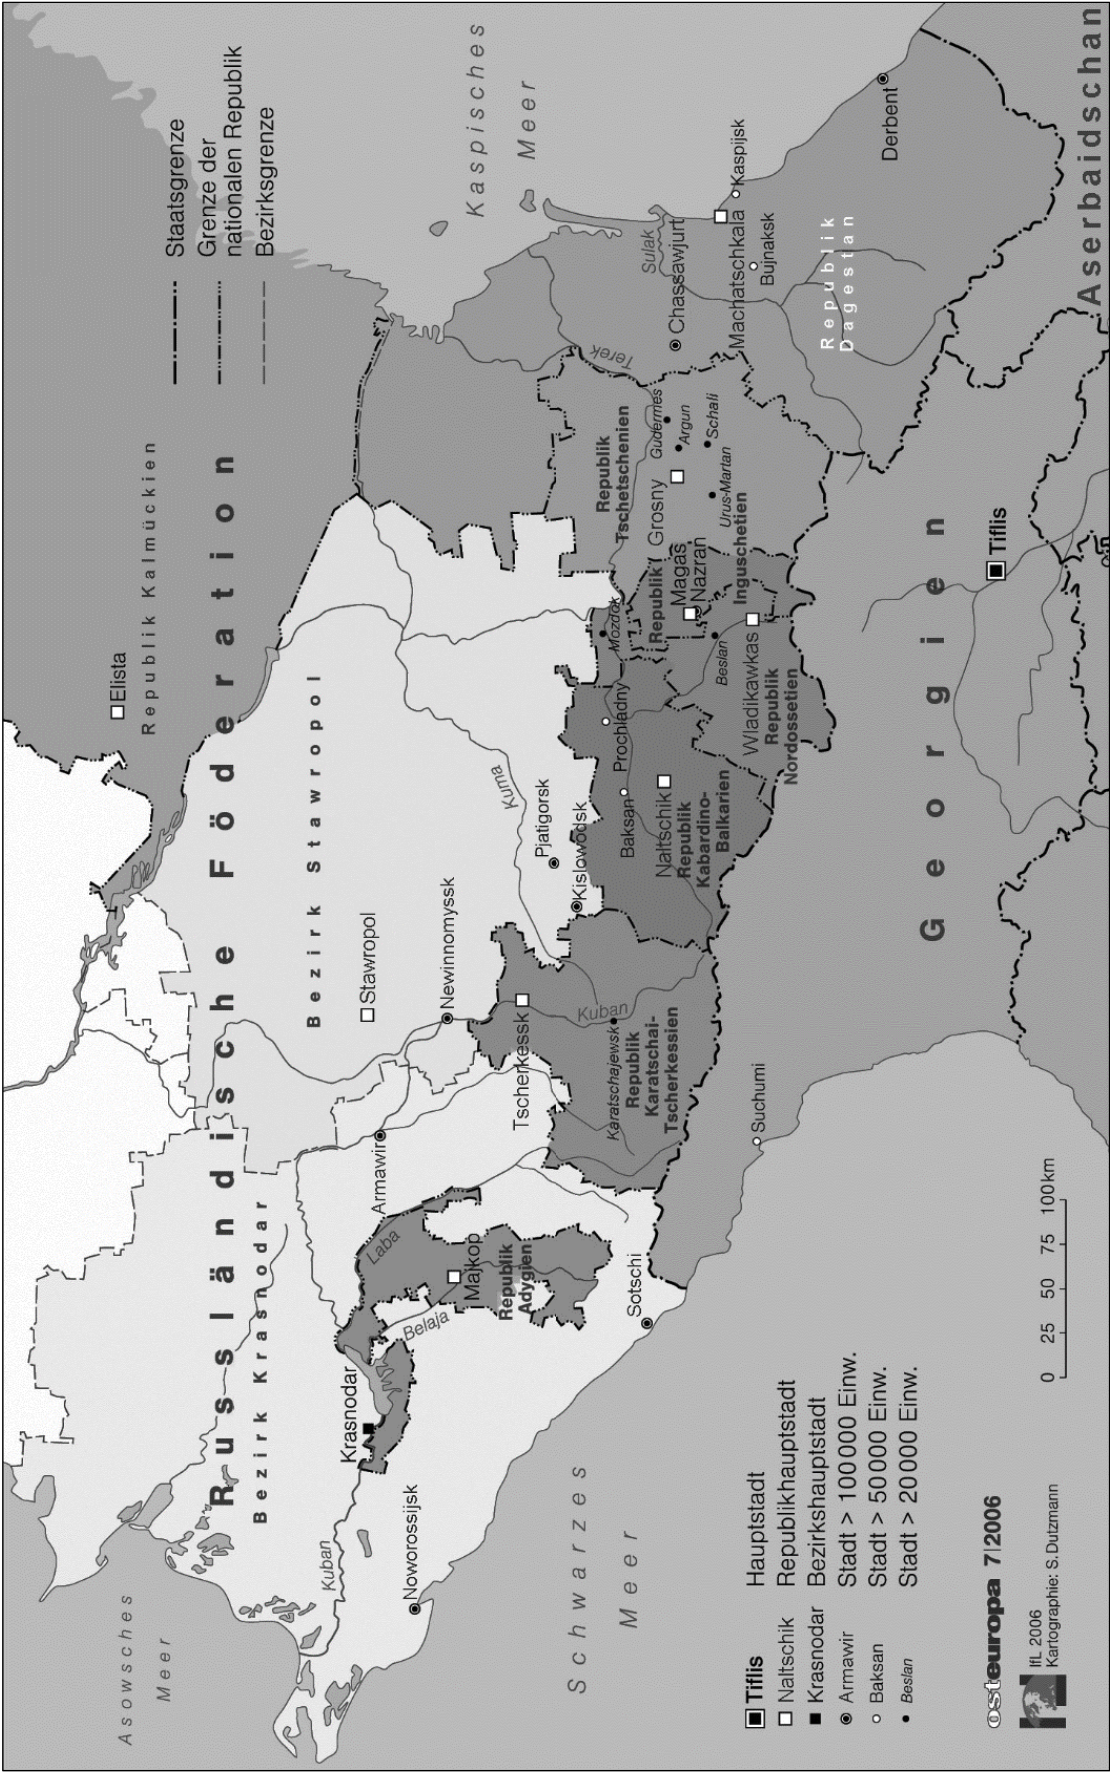 Asowsches
Meer
Russländische Föderation
Bezirk Krasnodar
Kuban
Noworossijsk
Krasnodar
Belaja
Laba
Majkop
Republik
Adygien
Sotschi
Armawir
Schwarzes
Meer
Elista
Republik Kalmückien
Bezirk Stawropol
Stawropol
Newinnomyssk
Kuma
Pjatigorsk
Kislowodsk
Tscherkessk
Kuban
Karatschajewsk
Republik
Karatschai-
Tscherkessien
Suchumi
Prochladny
Baksan
Naltschik
Republik
Kabardino-
Balkarien
Mozdok
Beslan
Wladikawkas
Republik
Nordossetien
Republik
Inguschetien
Magas
Nazran
Republik
Tschetschenien
Grosny
Gudermes
Argun
Schali
Urus-Martan
Terek
Sulak
Chassawjurt
Machatschkala
Kaspijsk
Bujnaksk
Republik
Dagestan
Derbent
Kaspisches
Meer
Georgien
Tiflis
Aserbaidschan
Staatsgrenze
Grenze der
nationalen Republik
Bezirksgrenze
Tiflis Hauptstadt
Naltschik Republikhauptstadt
Krasnodar Bezirkshauptstadt
Armawir Stadt > 100 000 Einw.
Baksan Stadt > 50 000 Einw.
Beslan Stadt > 20 000 Einw.
0 25 50 75 100 km
osteuropa 7|2006
IfL 2006
Kartographie: S. Dutzmann